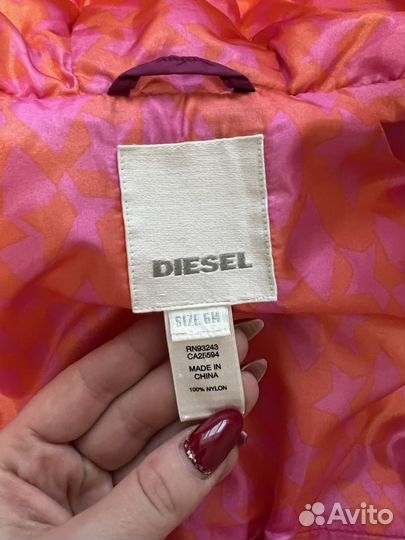 DIESEL
SIZE 6M
RN93243
CA25594
MADE IN
CHINA
100% NYLON
Avito